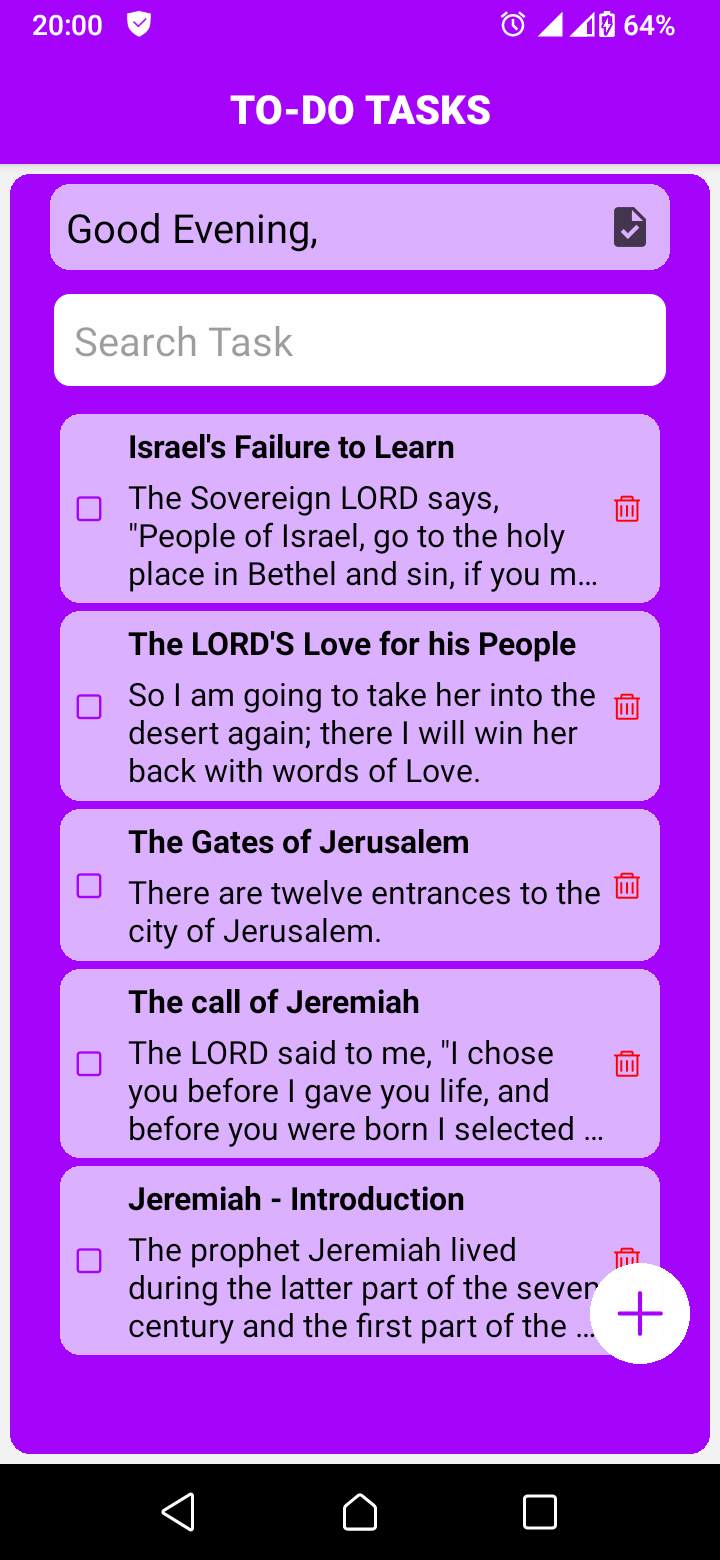 20:00
64%
TO-DO TASKS
Good Evening,
Search Task
Israel's Failure to Learn
The Sovereign LORD says,
"People of Israel, go to the holy
place in Bethel and sin, if you m...
The LORD'S Love for his People
So I am going to take her into the
desert again; there I will win her
back with words of Love.
The Gates of Jerusalem
There are twelve entrances to the
city of Jerusalem.
The call of Jeremiah
The LORD said to me, "I chose
you before I gave you life, and
before you were born I selected ...
Jeremiah - Introduction
The prophet Jeremiah lived
during the latter part of the seven
century and the first part of the ...